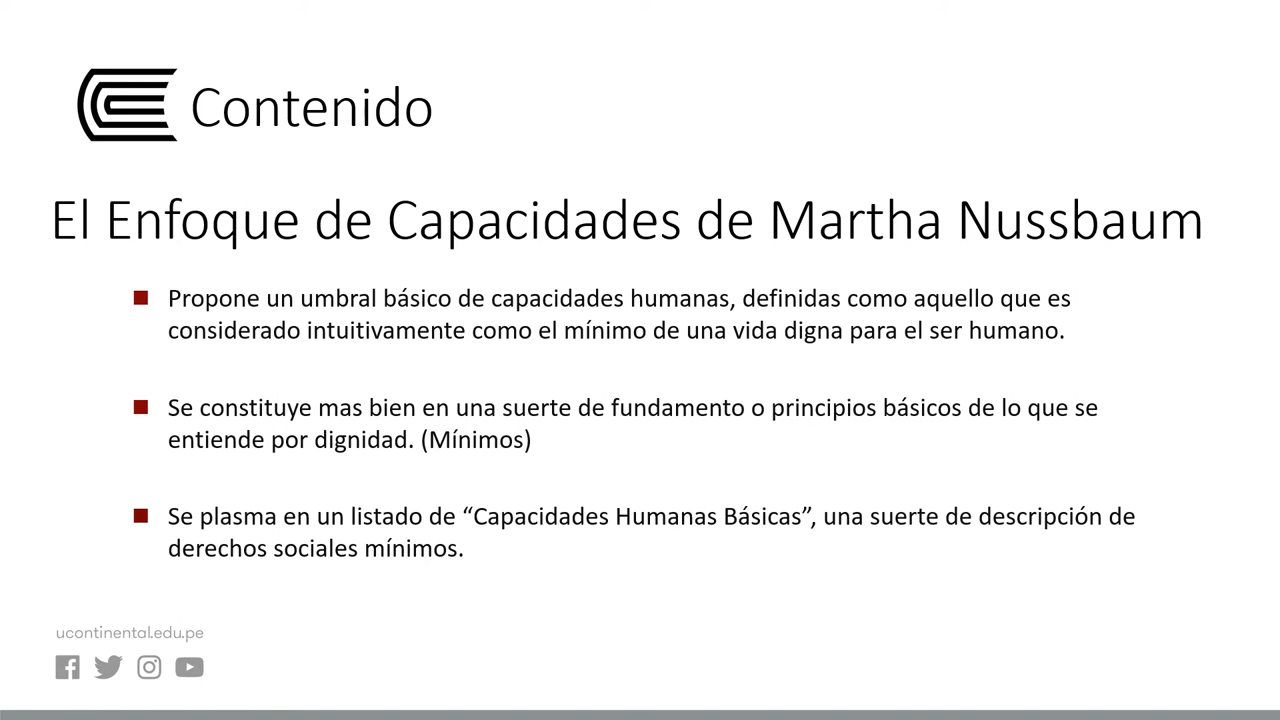 Contenido
El Enfoque de Capacidades de Martha Nussbaum
Propone un umbral básico de capacidades humanas, definidas como aquello que es
considerado intuitivamente como el mínimo de una vida digna para el ser humano.
Se constituye mas bien en una suerte de fundamento o principios básicos de lo que se
entiende por dignidad. (Mínimos)
Se plasma en un listado de “Capacidades Humanas Básicas”, una suerte de descripción de
derechos sociales mínimos.
ucontinental.edu.pe